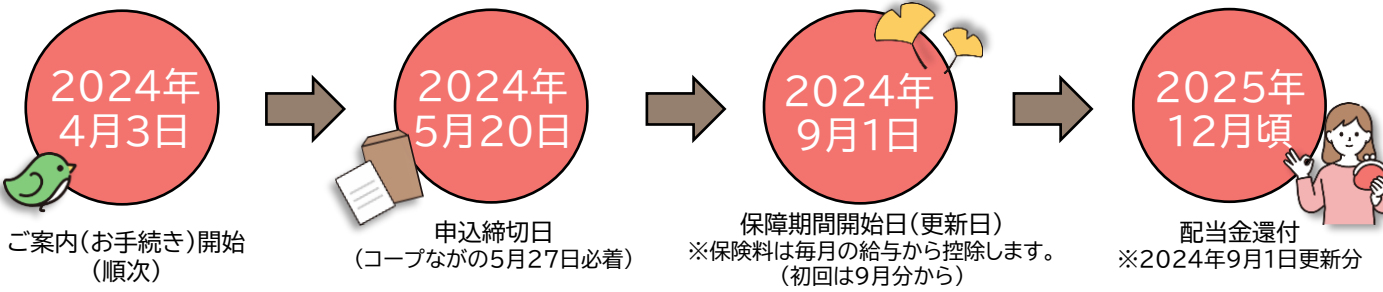 2024年
4月3日
ご案内(お手続き)開始
(順次)
2024年
5月20日
申込締切日
(コープながの5月27日必着)
2024年
9月1日
保障期間開始日(更新日)
※保険料は毎月の給与から控除します。
(初回は9月分から)
2025年
12月頃
配当金還付
※2024年9月1日更新分